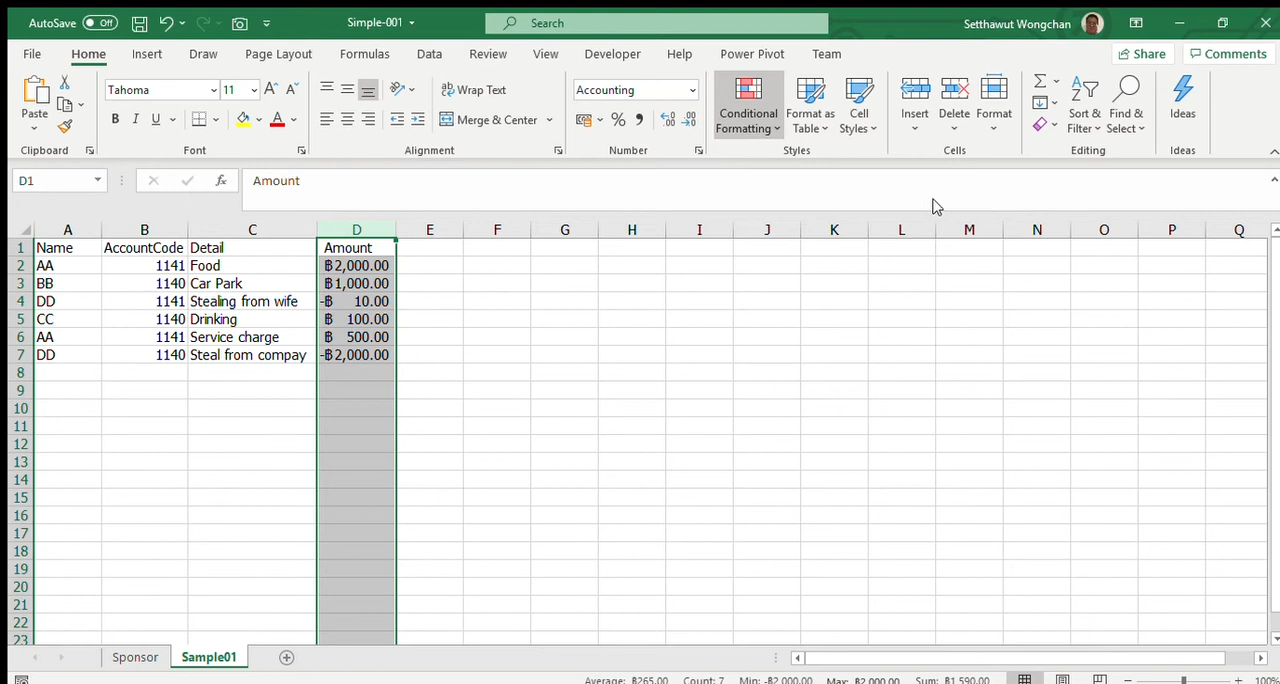 AutoSave Off Simple-001 Search Setthawut Wongchan
File Home Insert Draw Page Layout Formulas Data Review View Developer Help Power Pivot Team Share Comments
Tahoma 11 Wrap Text Accounting
Paste B I U Merge & Center % Conditional Formatting Format as Table Cell Styles Insert Delete Format Sort & Filter Find & Select Ideas
Clipboard Font Alignment Number Styles Cells Editing Ideas
D1 fx Amount
A B C D E F G H I J K L M N O P Q
1 Name AccountCode Detail Amount
2 AA 1141 Food ฿2,000.00
3 BB 1140 Car Park ฿1,000.00
4 DD 1141 Stealing from wife -฿ 10.00
5 CC 1140 Drinking ฿ 100.00
6 AA 1141 Service charge ฿ 500.00
7 DD 1140 Steal from compay -฿2,000.00
8
9
10
11
12
13
14
15
16
17
18
19
20
21
22
23
Sponsor Sample01
Average: ฿265.00 Count: 7 Min: -฿2,000.00 Max: ฿2,000.00 Sum: ฿1,590.00 100%